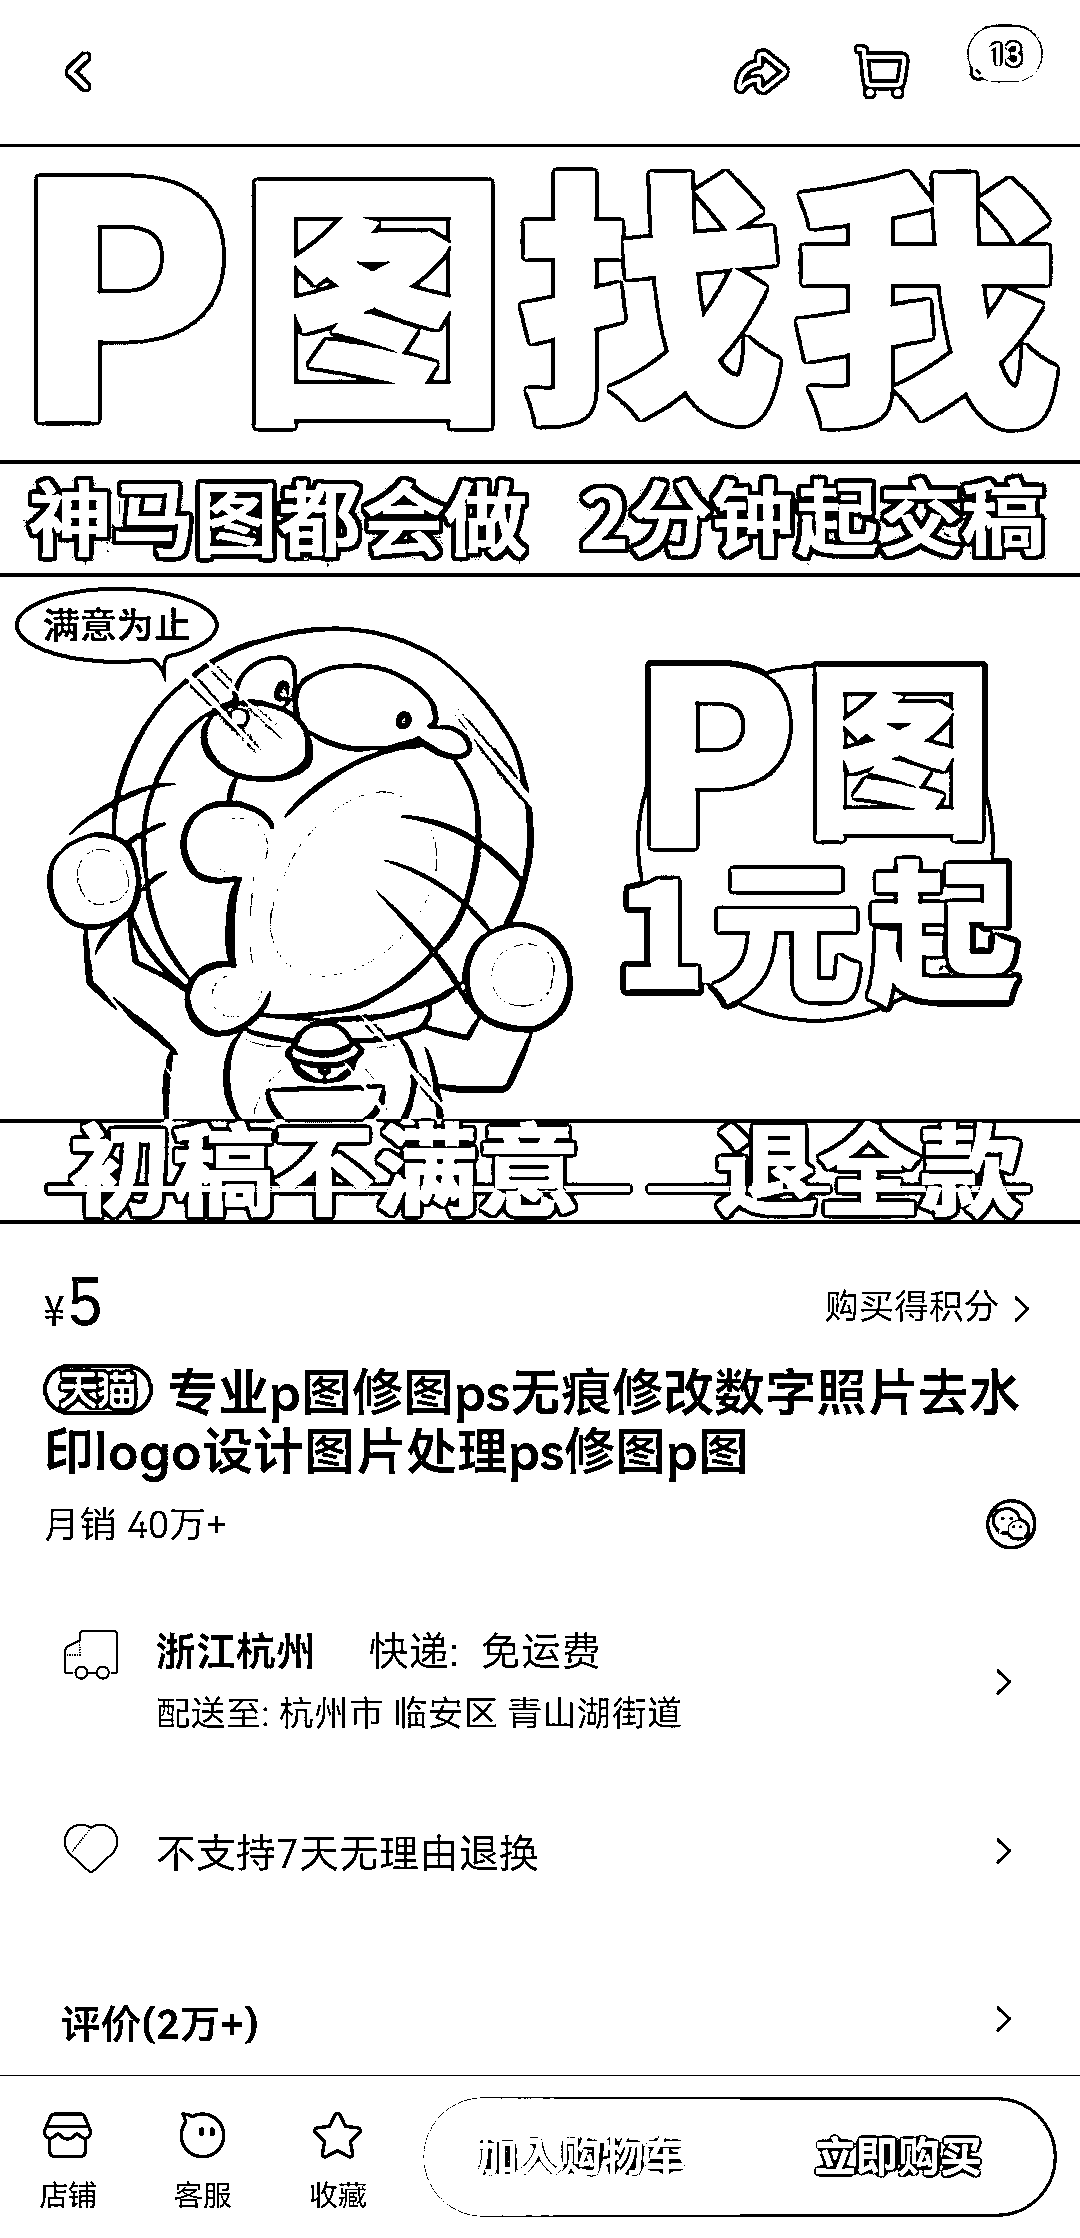 13
P图找我
神马图都会做 2分钟起交稿
满意为止
P图
1元起
初稿不满意 退全款
¥5
购买得积分
天猫 专业p图修图ps无痕修改数字照片去水
印logo设计图片处理ps修图p图
月销 40万+
浙江杭州 快递: 免运费
配送至: 杭州市 临安区 青山湖街道
不支持7天无理由退换
评价(2万+)
店铺 客服 收藏 加入购物车 立即购买